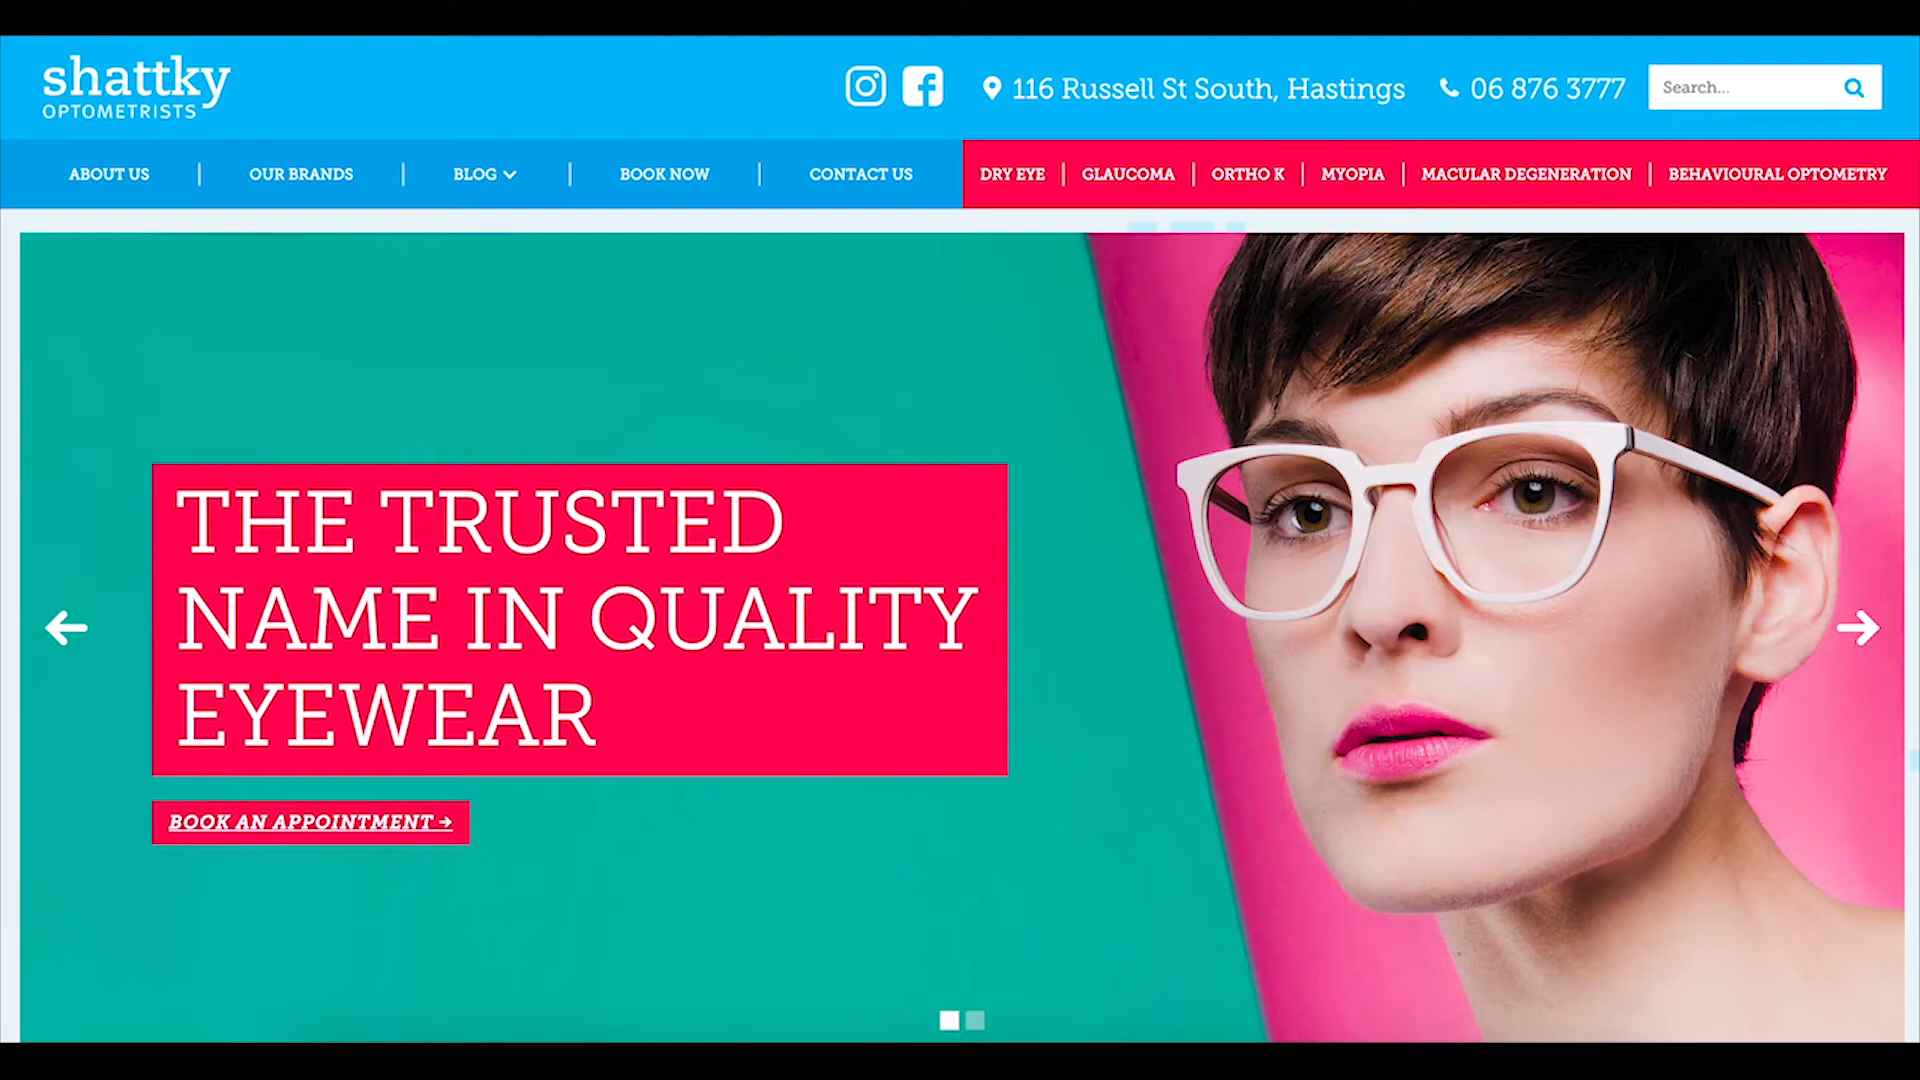 shattky
OPTOMETRISTS
116 Russell St South, Hastings
06 876 3777
Search...
ABOUT US
OUR BRANDS
BLOG
BOOK NOW
CONTACT US
DRY EYE
GLAUCOMA
ORTHO K
MYOPIA
MACULAR DEGENERATION
BEHAVIOURAL OPTOMETRY
THE TRUSTED
NAME IN QUALITY
EYEWEAR
BOOK AN APPOINTMENT →